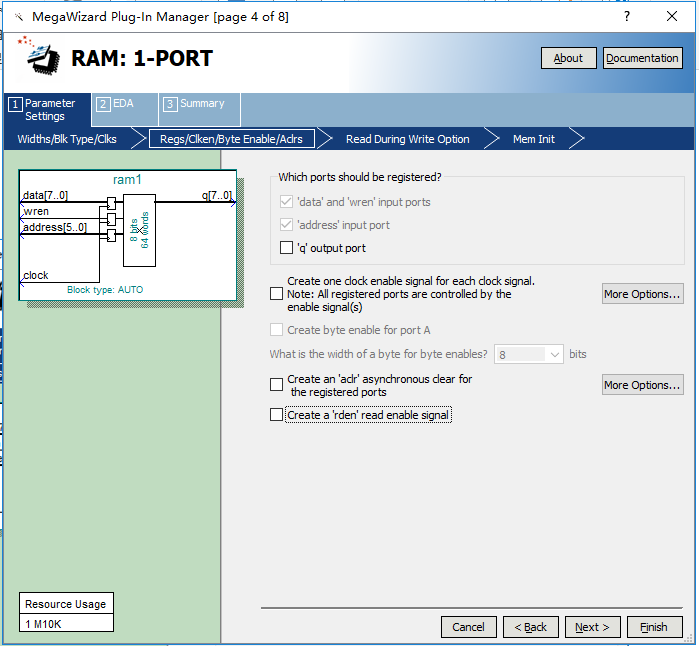 MegaWizard Plug-In Manager [page 4 of 8]
?
RAM: 1-PORT
About
Documentation
1 Parameter Settings
2 EDA
3 Summary
Widths/Blk Type/Clks
Regs/Clken/Byte Enable/Aclrs
Read During Write Option
Mem Init
ram1
data[7..0]
q[7..0]
wren
address[5..0]
8 bits
64 words
clock
Block type: AUTO
Which ports should be registered?
'data' and 'wren' input ports
'address' input port
'q' output port
Create one clock enable signal for each clock signal.
Note: All registered ports are controlled by the
enable signal(s)
More Options...
Create byte enable for port A
What is the width of a byte for byte enables? 8 bits
Create an 'aclr' asynchronous clear for
the registered ports
More Options...
Create a 'rden' read enable signal
Resource Usage
1 M10K
Cancel
< Back
Next >
Finish